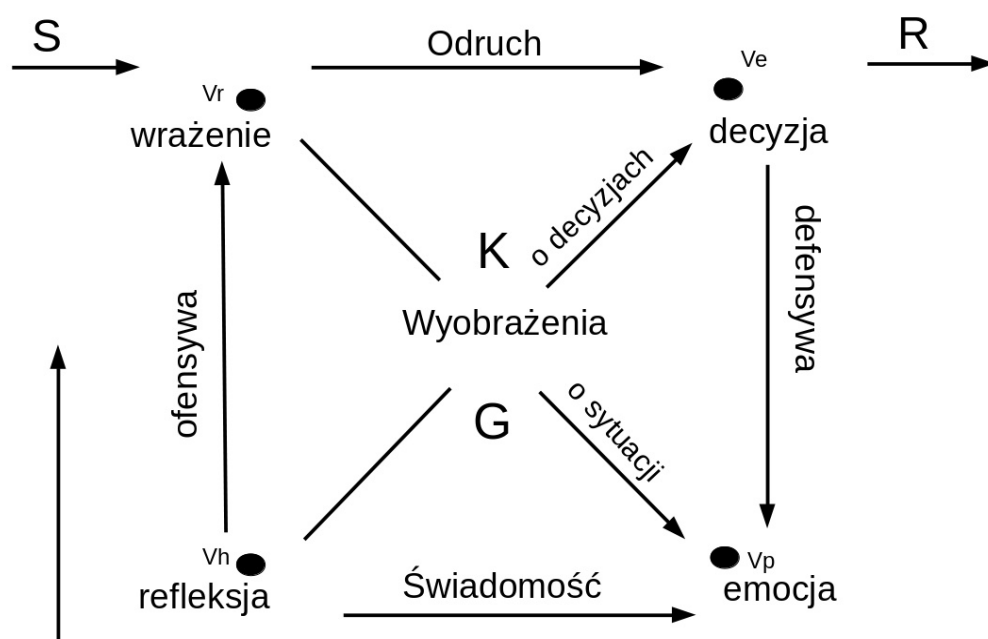 S
Odruch
R
Vr
Ve
wrażenie
decyzja
o decyzjach
K
defensywa
Wyobrażenia
ofensywa
G
o sytuacji
Vh
Vp
refleksja
Świadomość
emocja